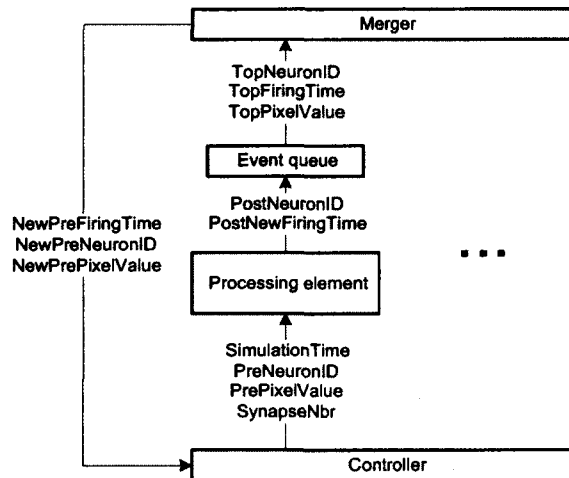 Merger
TopNeuronID
TopFiringTime
TopPixelValue
Event queue
PostNeuronID
PostNewFiringTime
NewPreFiringTime
NewPreNeuronID
NewPrePixelValue
Processing element
SimulationTime
PreNeuronID
PrePixelValue
SynapseNbr
Controller